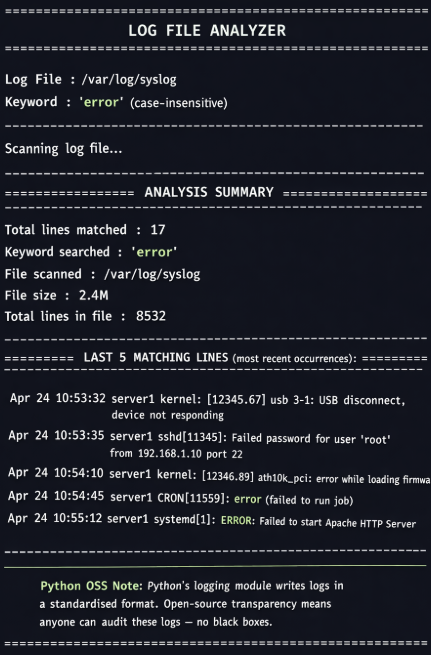 LOG FILE ANALYZER
Log File : /var/log/syslog
Keyword : 'error' (case-insensitive)
Scanning log file...
================ ANALYSIS SUMMARY ================
Total lines matched : 17
Keyword searched : 'error'
File scanned : /var/log/syslog
File size : 2.4M
Total lines in file : 8532
========= LAST 5 MATCHING LINES (most recent occurrences): =========
Apr 24 10:53:32 server1 kernel: [12345.67] usb 3-1: USB disconnect,
device not responding
Apr 24 10:53:35 server1 sshd[11345]: Failed password for user 'root'
from 192.168.1.10 port 22
Apr 24 10:54:10 server1 kernel: [12346.89] ath10k_pci: error while loading firmwa
Apr 24 10:54:45 server1 CRON[11559]: error (failed to run job)
Apr 24 10:55:12 server1 systemd[1]: ERROR: Failed to start Apache HTTP Server
Python OSS Note: Python's logging module writes logs in
a standardised format. Open-source transparency means
anyone can audit these logs — no black boxes.